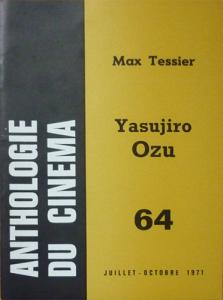 Max Tessier
Yasujiro
Ozu
64
ANTHOLOGIE
DU CINEMA
JUILLET-OCTOBRE 1971